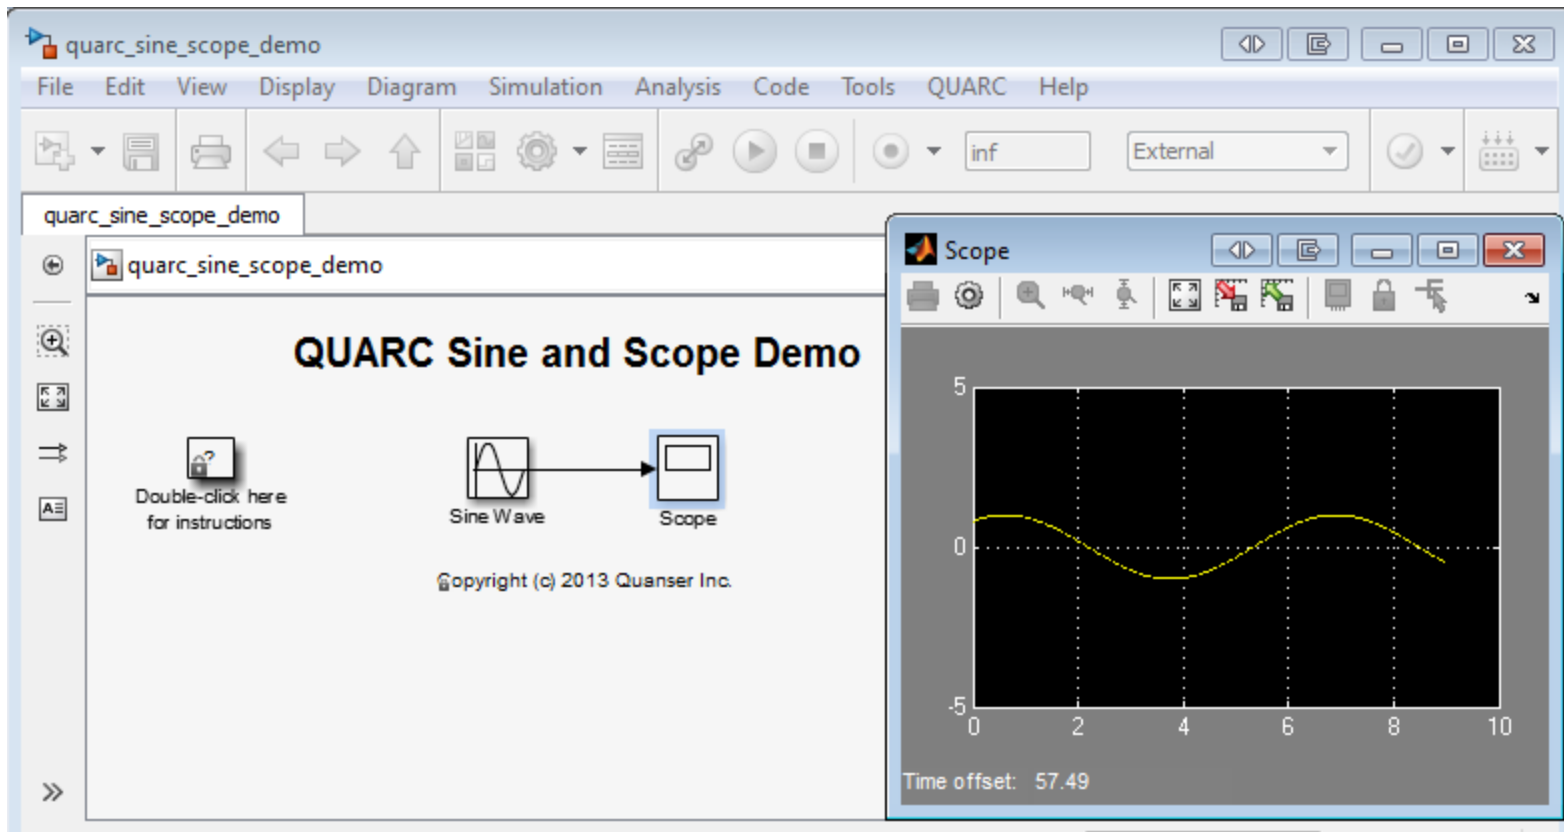 quarc_sine_scope_demo
File Edit View Display Diagram Simulation Analysis Code Tools QUARC Help
inf
External
quarc_sine_scope_demo
quarc_sine_scope_demo
QUARC Sine and Scope Demo
?
Double-click here
for instructions
Sine Wave
Scope
Copyright (c) 2013 Quanser Inc.
A
Scope
5
0
-5
0 2 4 6 8 10
Time offset: 57.49